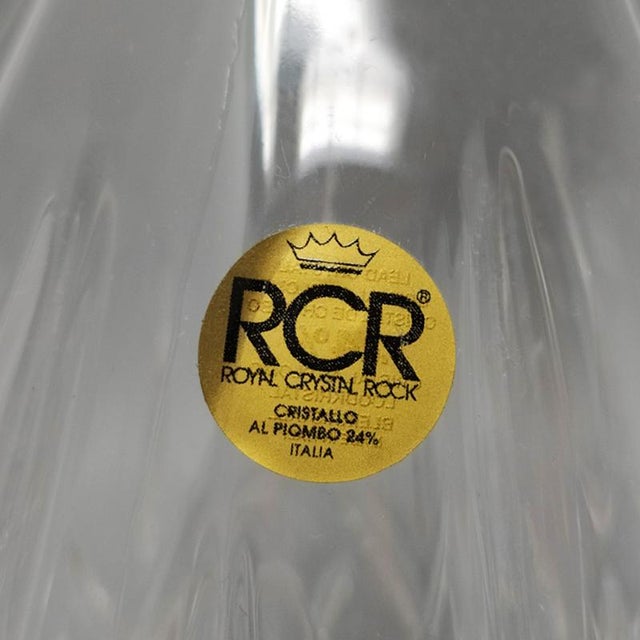 RCR®
ROYAL CRYSTAL ROCK
CRISTALLO
AL PIOMBO 24%
ITALIA